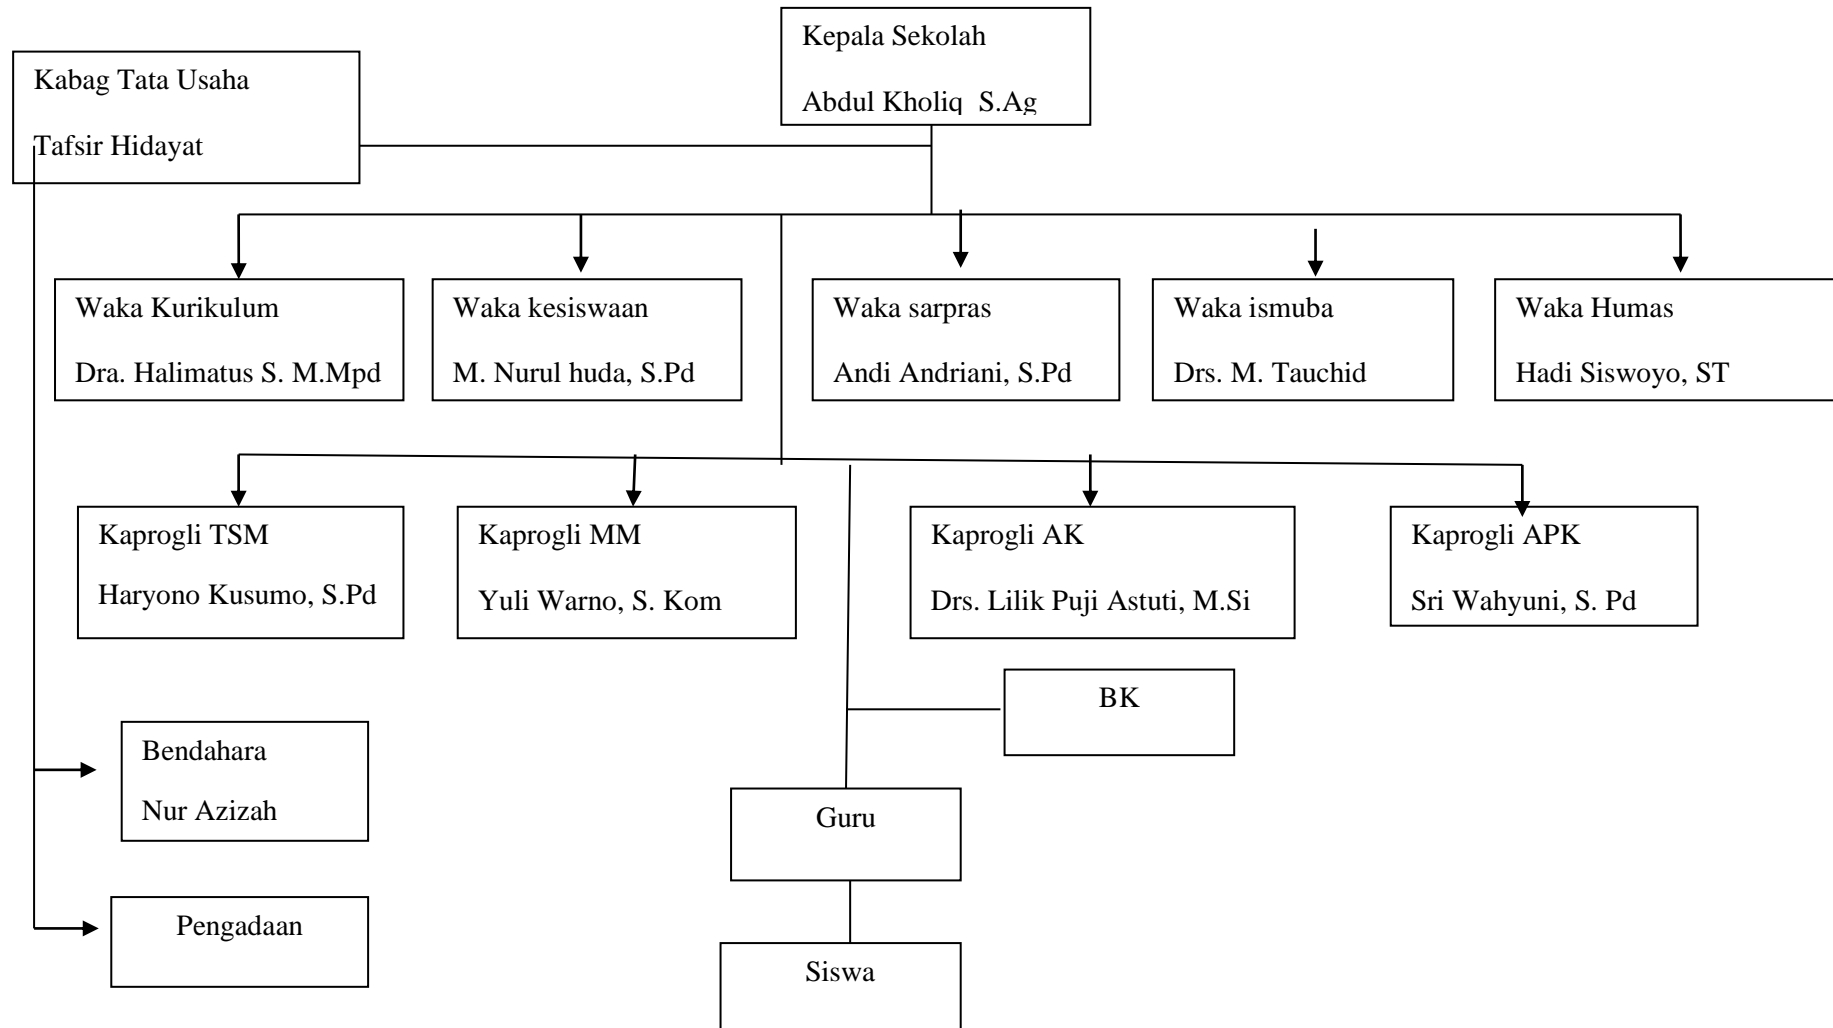 Kepala Sekolah
Abdul Kholiq  S.Ag
Kabag Tata Usaha
Tafsir Hidayat
Waka Kurikulum
Dra. Halimatus S. M.Mpd
Waka kesiswaan
M. Nurul huda, S.Pd
Waka sarpras
Andi Andriani, S.Pd
Waka ismuba
Drs. M. Tauchid
Waka Humas
Hadi Siswoyo, ST
Kaprogli TSM
Haryono Kusumo, S.Pd
Kaprogli MM
Yuli Warno, S. Kom
Kaprogli AK
Drs. Lilik Puji Astuti, M.Si
Kaprogli APK
Sri Wahyuni, S. Pd
BK
Bendahara
Nur Azizah
Guru
Pengadaan
Siswa